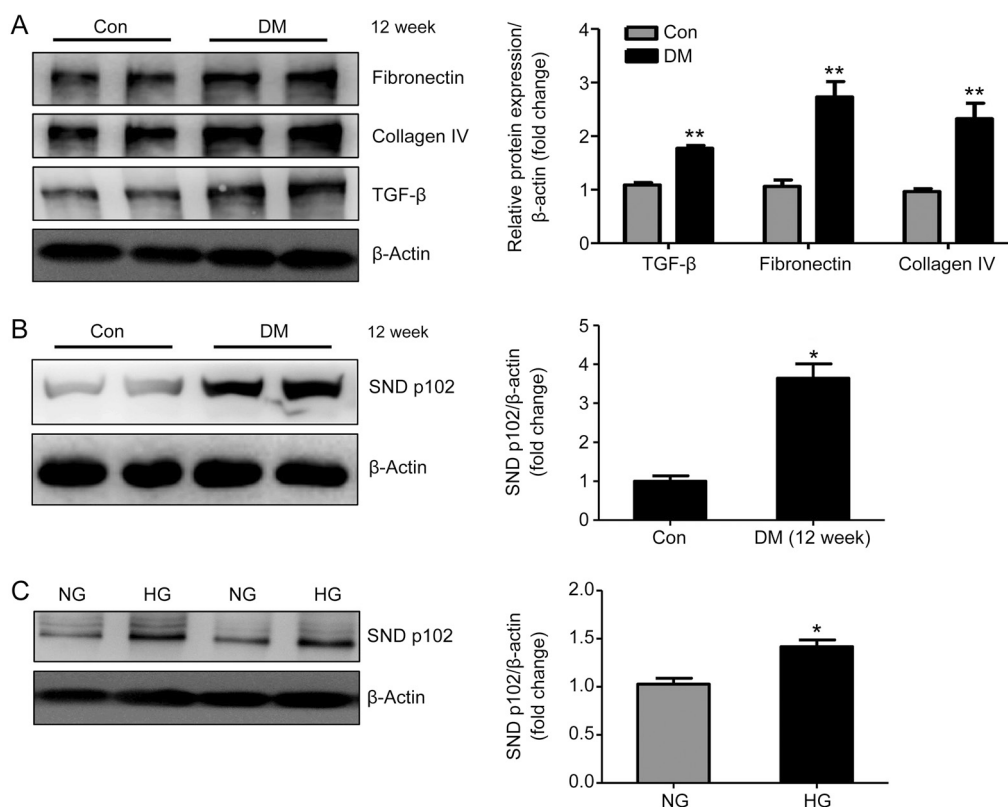 A
Con
DM
12 week
Fibronectin
Collagen IV
TGF-β
β-Actin
Relative protein expression/
β-actin (fold change)
4
3
2
1
0
Con
DM
**
**
**
TGF-β
Fibronectin
Collagen IV
B
Con
DM
12 week
SND p102
β-Actin
SND p102/β-actin
(fold change)
5
4
3
2
1
0
*
Con
DM (12 week)
C
NG
HG
NG
HG
SND p102
β-Actin
SND p102/β-actin
(fold change)
2.0
1.5
1.0
0.5
0.0
*
NG
HG